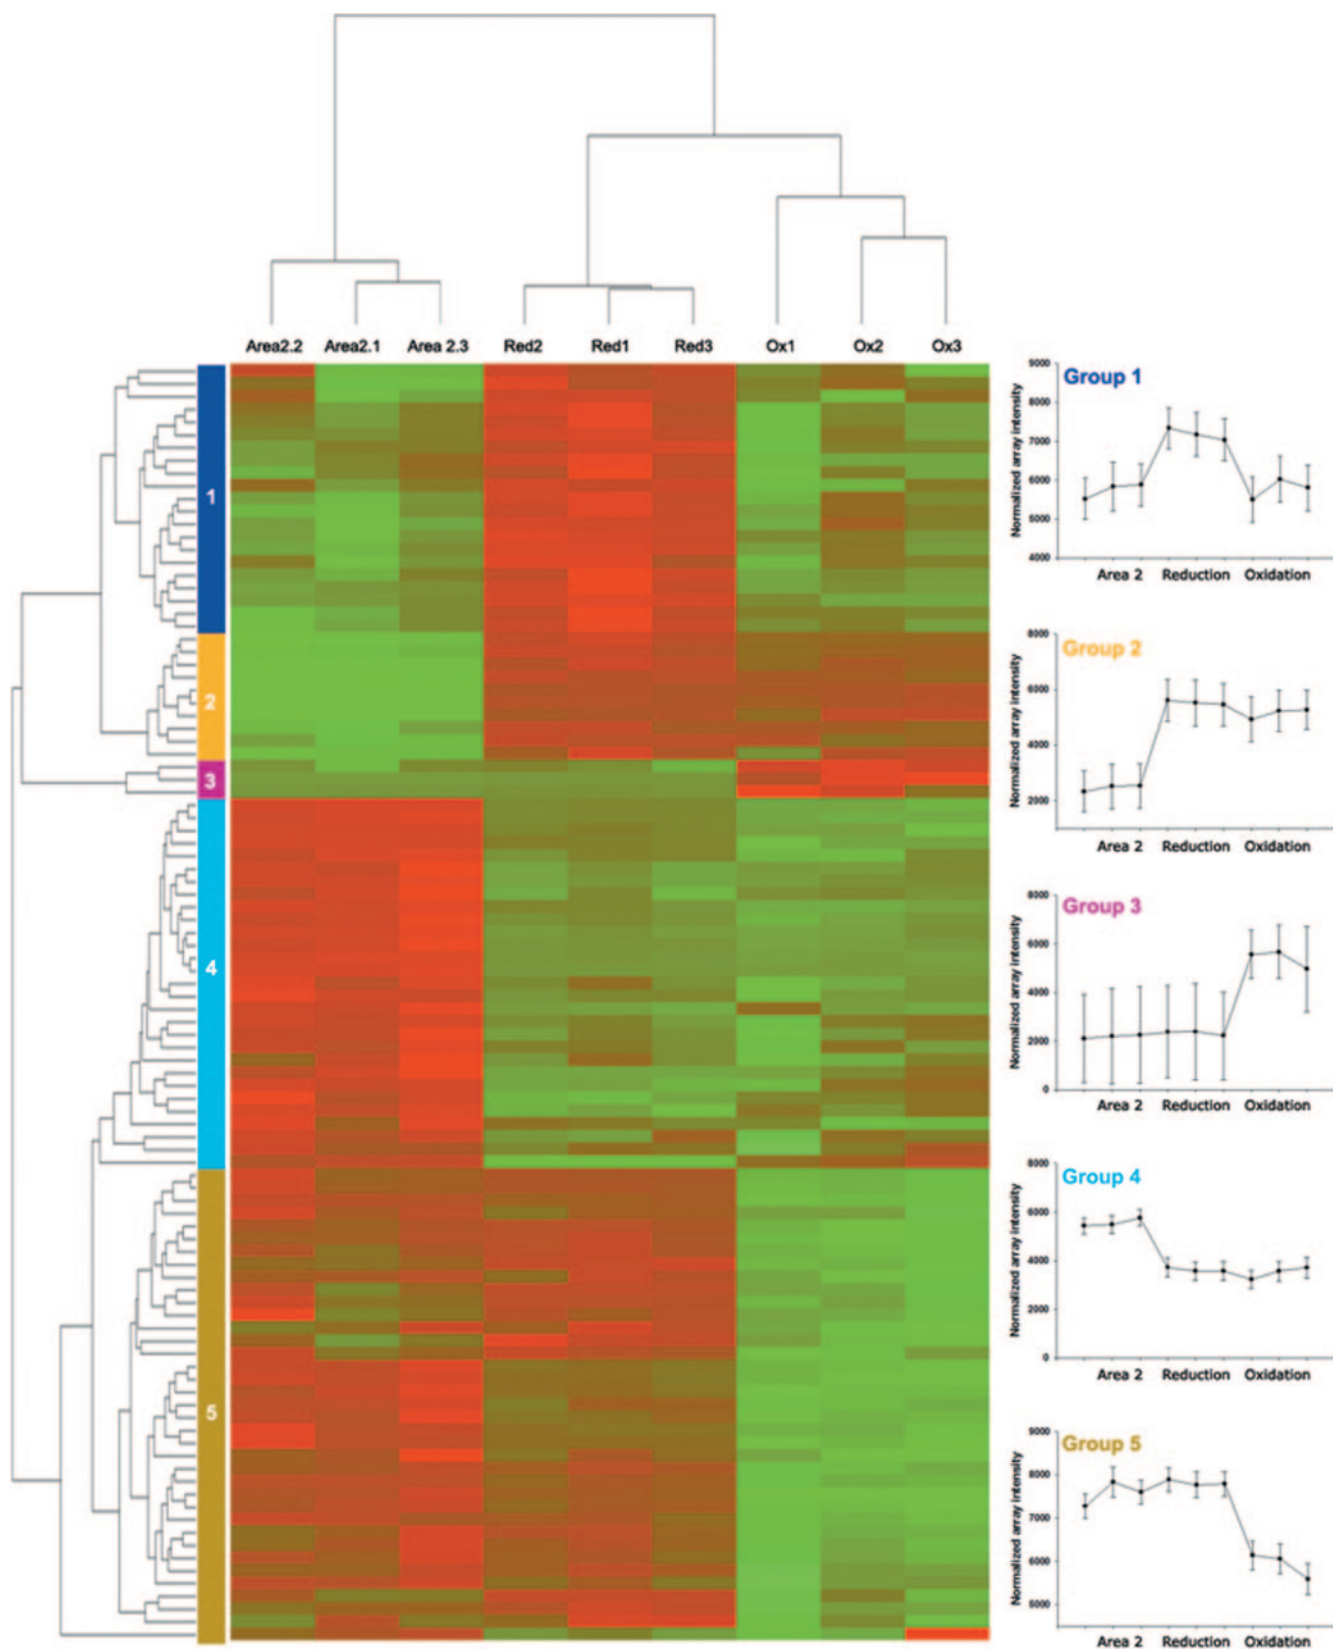 Area2.2 Area2.1 Area 2.3 Red2 Red1 Red3 Ox1 Ox2 Ox3
1
2
3
4
5
Group 1
Normalized array intensity
9000
8000
7000
6000
5000
4000
Area 2 Reduction Oxidation
Group 2
Normalized array intensity
8000
6000
4000
2000
Area 2 Reduction Oxidation
Group 3
Normalized array intensity
8000
6000
4000
2000
0
Area 2 Reduction Oxidation
Group 4
Normalized array intensity
8000
6000
4000
2000
0
Area 2 Reduction Oxidation
Group 5
Normalized array intensity
9000
8000
7000
6000
5000
Area 2 Reduction Oxidation